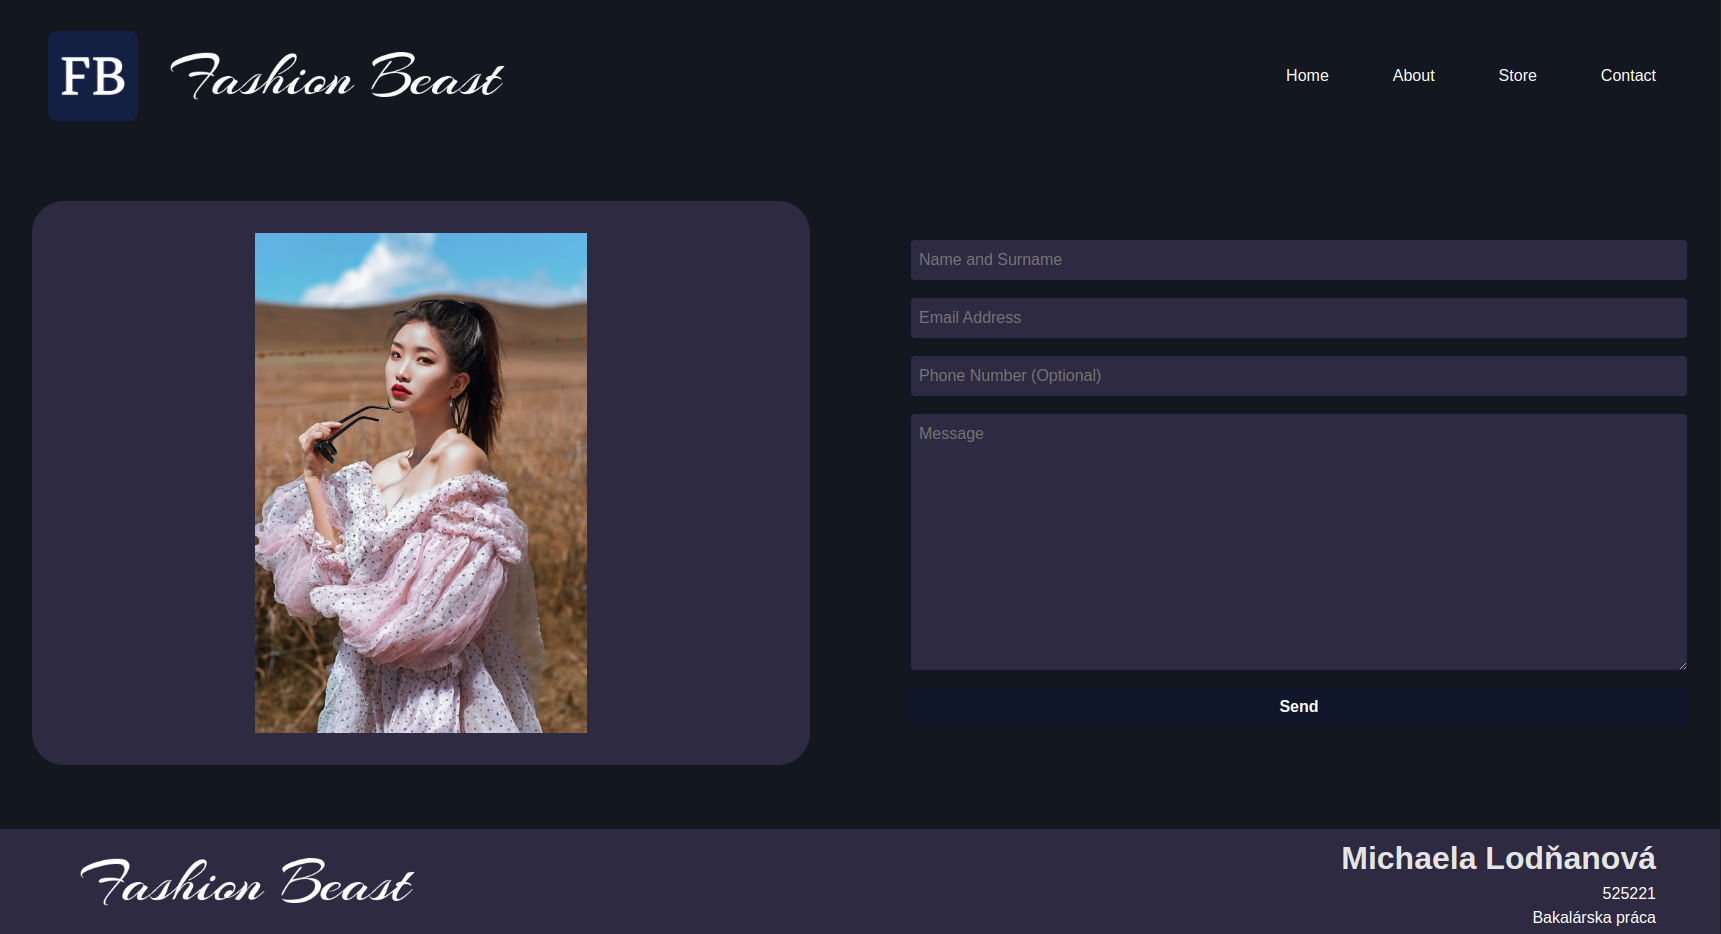 FB
Fashion Beast
Home
About
Store
Contact
Name and Surname
Email Address
Phone Number (Optional)
Message
Send
Fashion Beast
Michaela Lodňanová
525221
Bakalárska práca